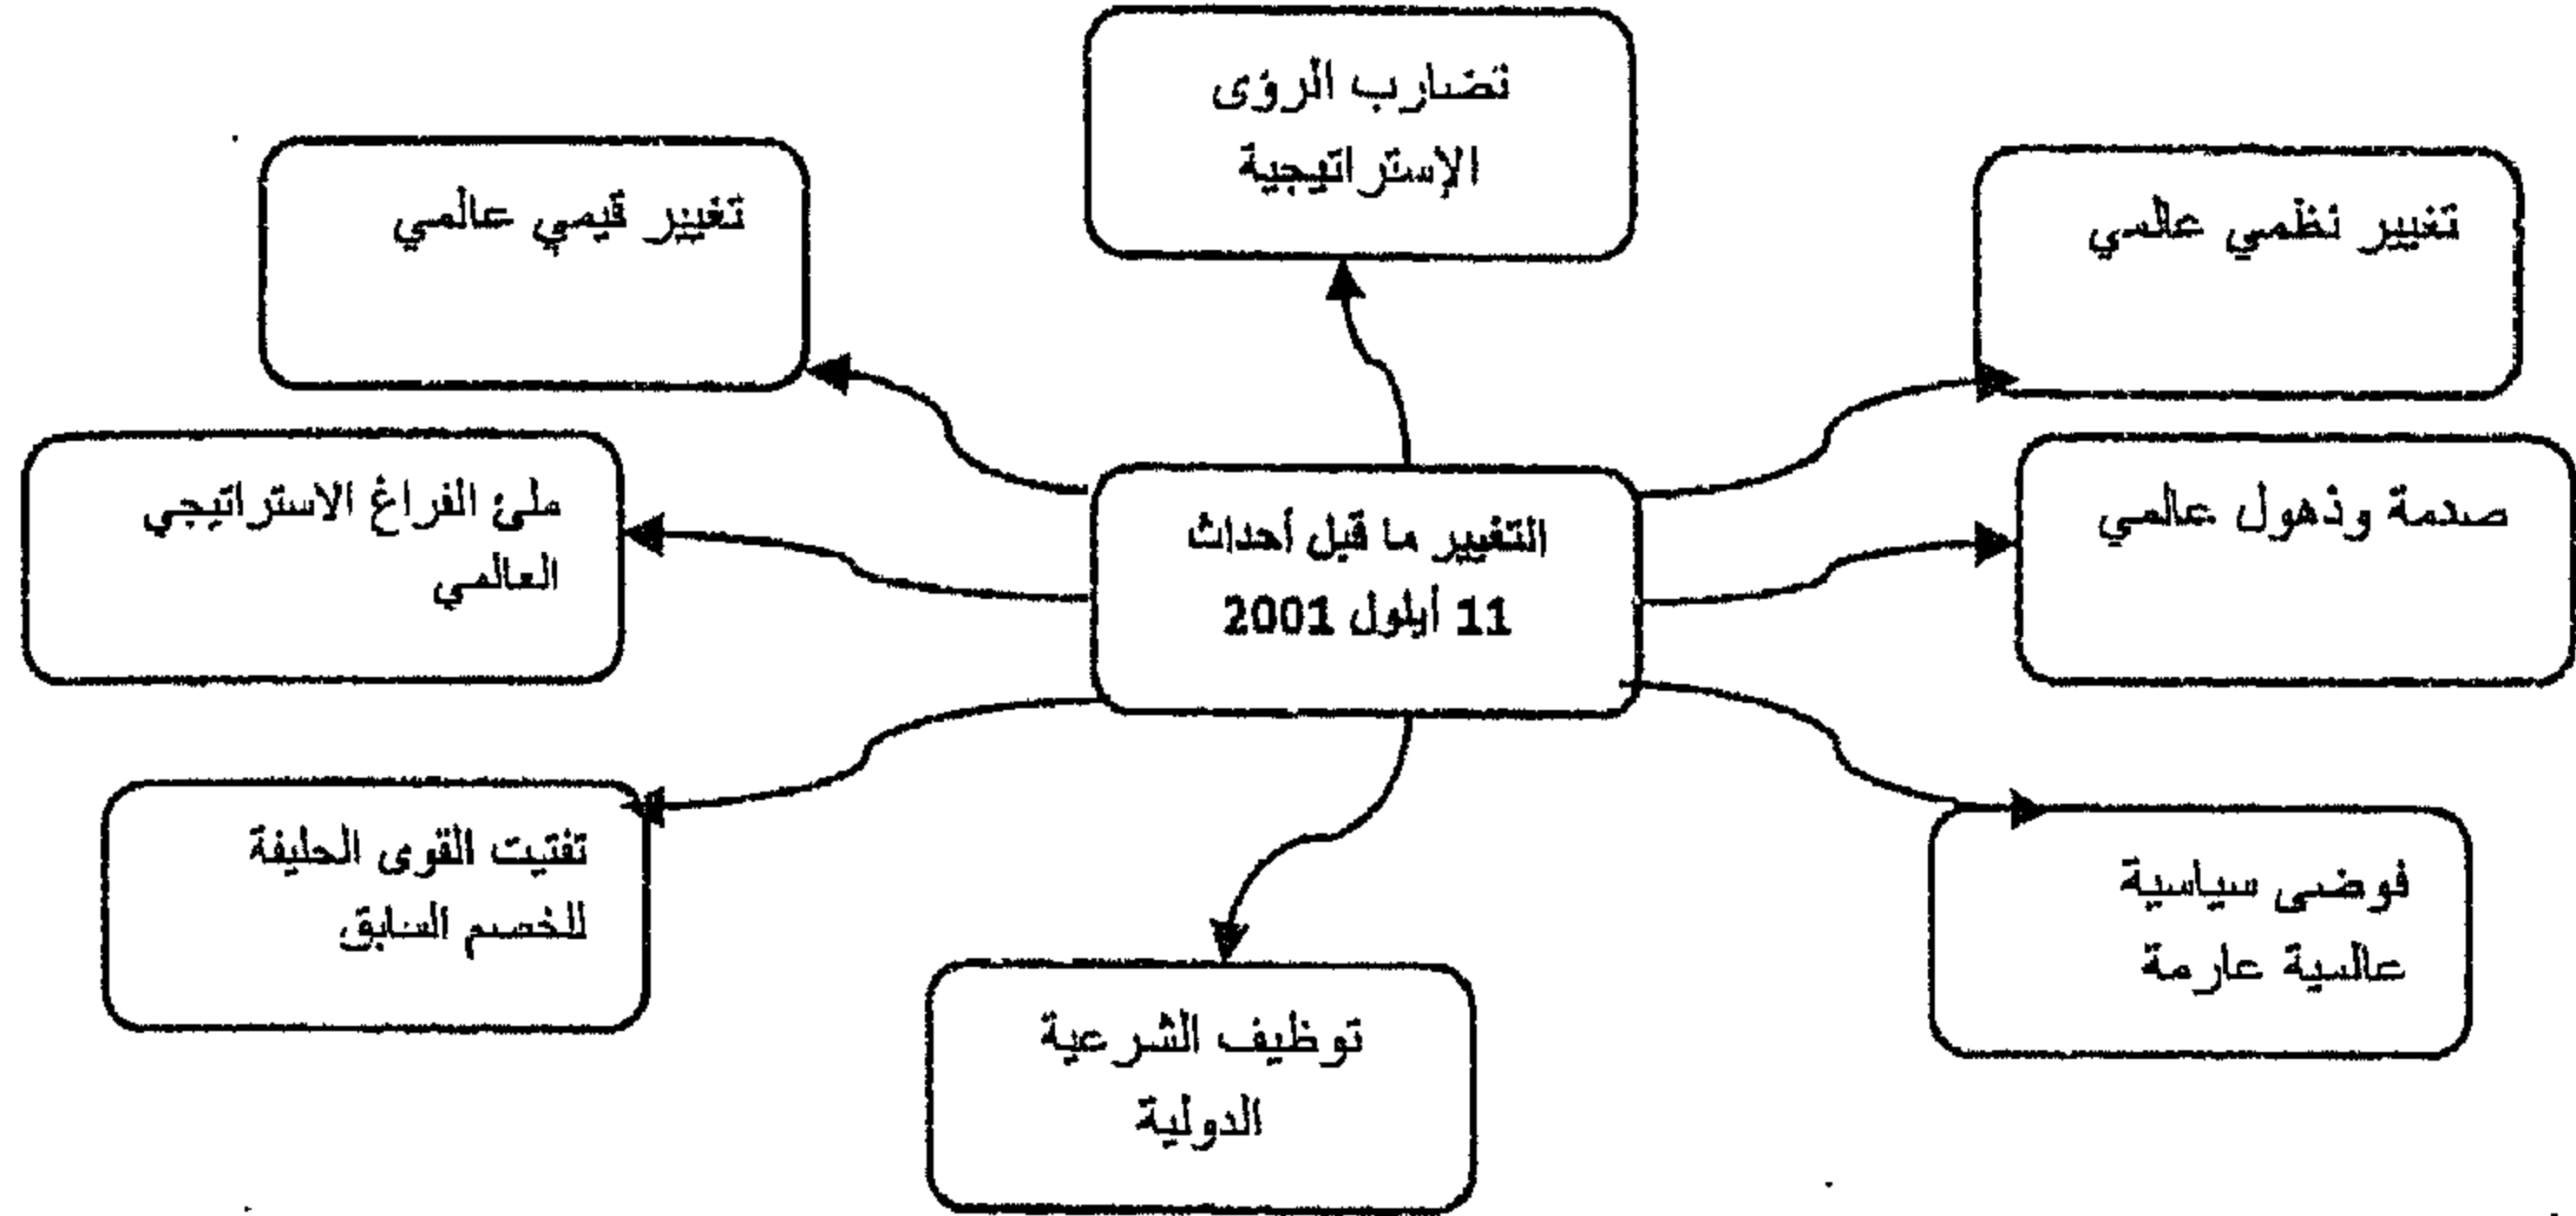 تضارب الرؤى
الإستراتيجية
تغيير نظمي عالمي
تغيير قيمي عالمي
صدمة وذهول عالمي
ملئ الفراغ الاستراتيجي
العالمي
التغيير ما قبل أحداث
11 أيلول 2001
فوضى سياسية
عالمية عارمة
تفتيت القوى الحليفة
للخصم السابق
توظيف الشرعية
الدولية